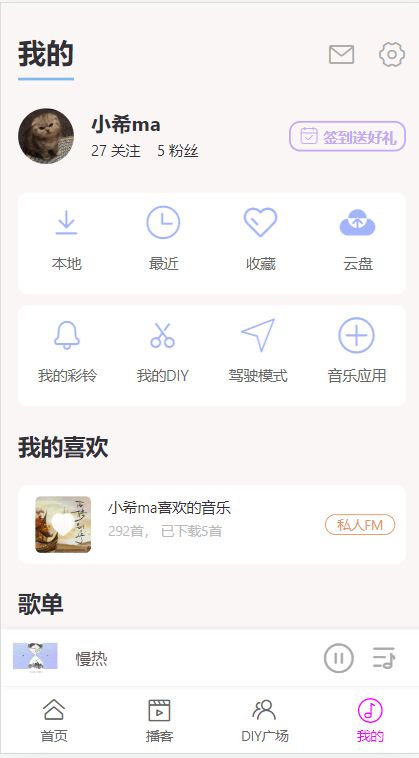 我的
小希ma
27 关注 5 粉丝
签到送好礼
本地 最近 收藏 云盘
我的彩铃 我的DIY 驾驶模式 音乐应用
我的喜欢
小希ma喜欢的音乐
292首， 已下载5首
私人FM
歌单
慢热
首页 播客 DIY广场 我的